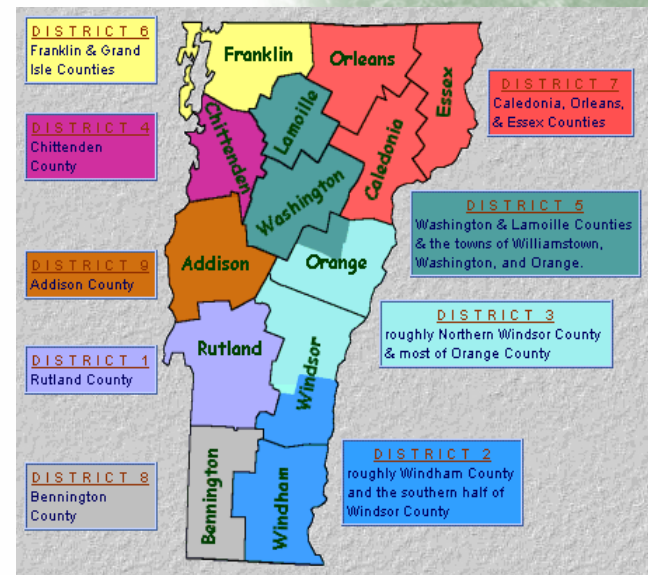 DISTRICT 6
Franklin & Grand
Isle Counties
DISTRICT 4
Chittenden
County
DISTRICT 9
Addison County
DISTRICT 1
Rutland County
DISTRICT 8
Bennington
County
Franklin
Orleans
Essex
Lamoille
Chittenden
Caledonia
Washington
Addison
Orange
Rutland
Windsor
Bennington
Windham
DISTRICT 7
Caledonia, Orleans,
& Essex Counties
DISTRICT 5
Washington & Lamoille Counties
& the towns of Williamstown,
Washington, and Orange.
DISTRICT 3
roughly Northern Windsor County
& most of Orange County
DISTRICT 2
roughly Windham County
and the southern half of
Windsor County